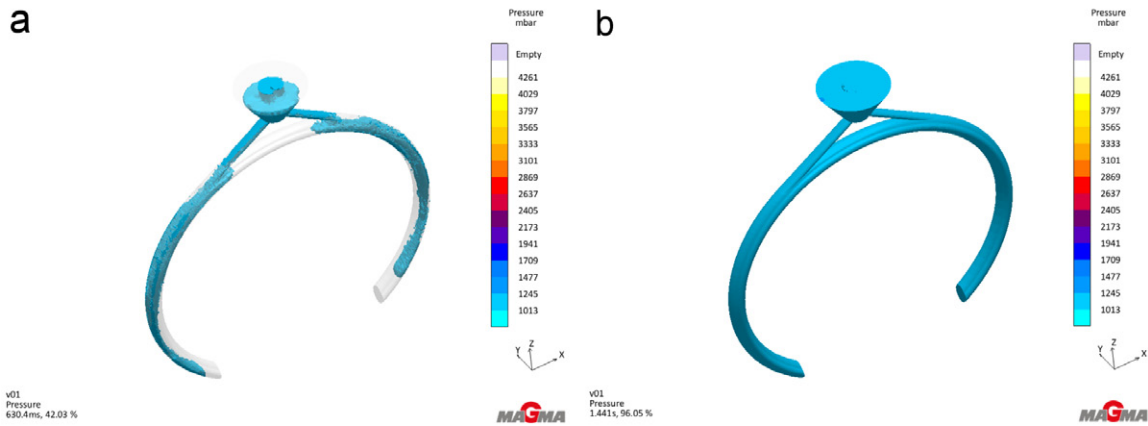 a
Pressure
mbar
Empty
4261
4029
3797
3565
3333
3101
2869
2637
2405
2173
1941
1709
1477
1245
1013
Y Z X
v01
Pressure
630.4ms, 42.03 %
MAGMA
b
Pressure
mbar
Empty
4261
4029
3797
3565
3333
3101
2869
2637
2405
2173
1941
1709
1477
1245
1013
Y Z X
v01
Pressure
1.441s, 96.05 %
MAGMA